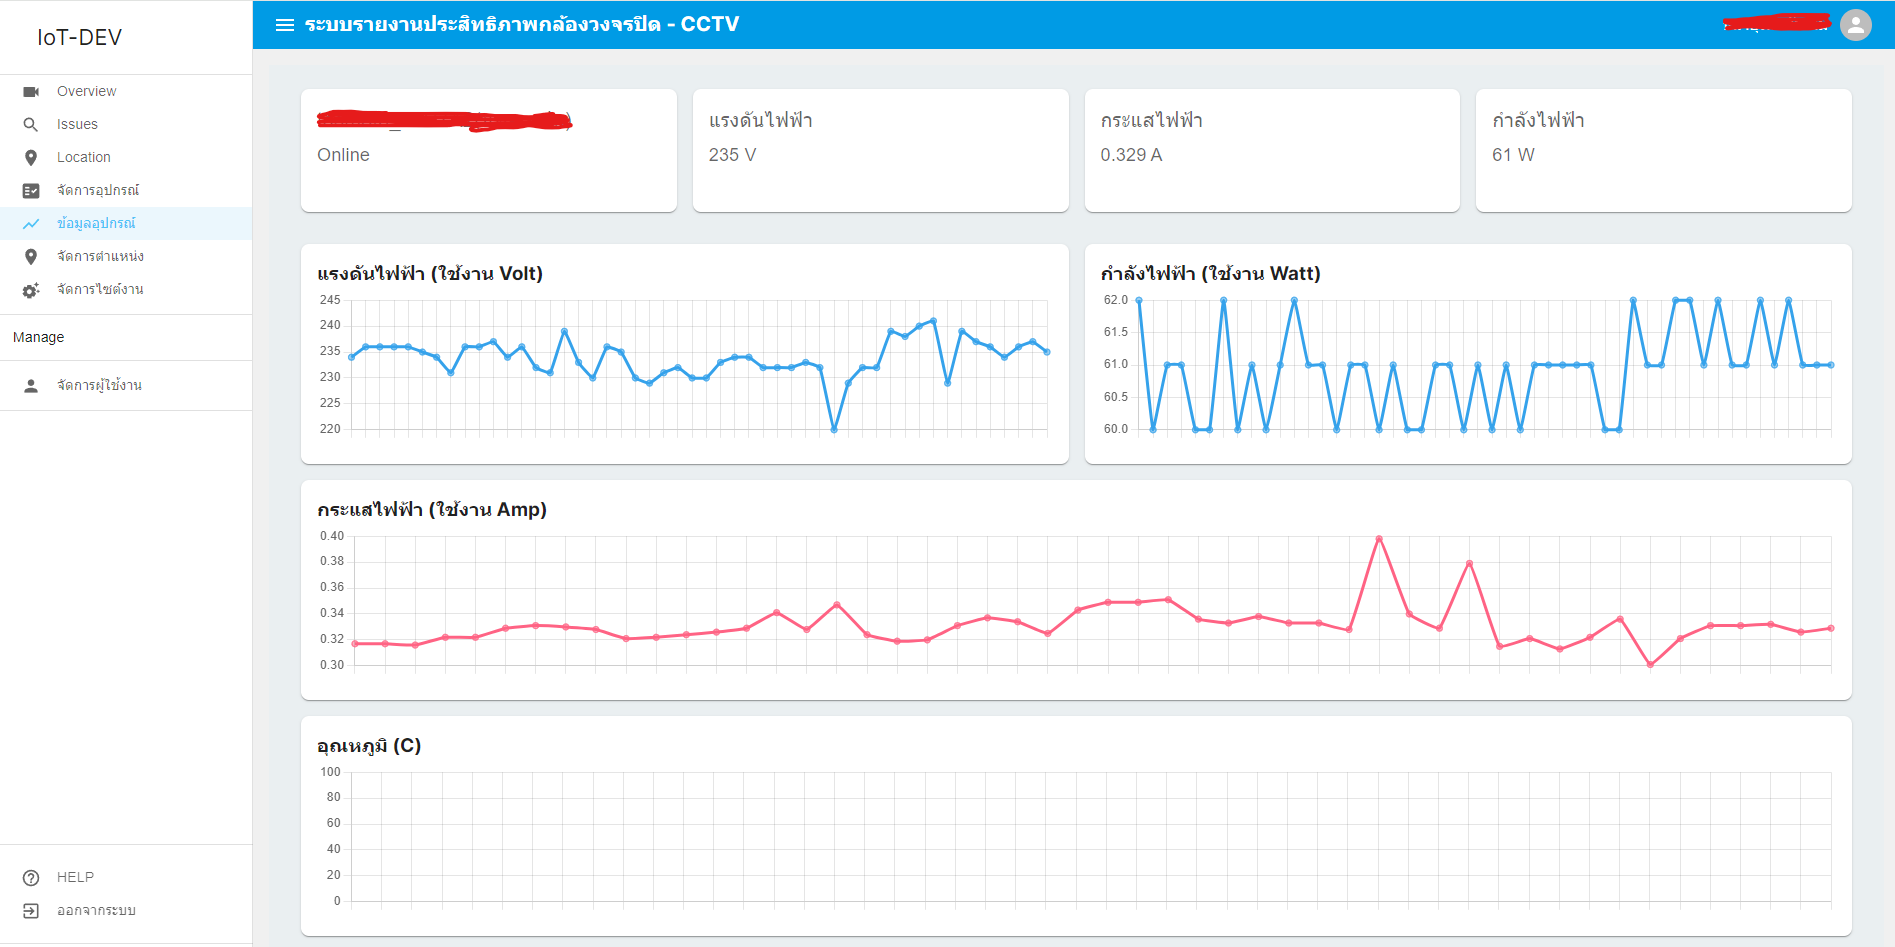 IoT-DEV
ระบบรายงานประสิทธิภาพกล้องวงจรปิด - CCTV
Overview
Issues
Location
จัดการอุปกรณ์
ข้อมูลอุปกรณ์
จัดการตำแหน่ง
จัดการไซต์งาน
Manage
จัดการผู้ใช้งาน
HELP
ออกจากระบบ
Online
แรงดันไฟฟ้า
235 V
กระแสไฟฟ้า
0.329 A
กำลังไฟฟ้า
61 W
แรงดันไฟฟ้า (ใช้งาน Volt)
245
240
235
230
225
220
กำลังไฟฟ้า (ใช้งาน Watt)
62.0
61.5
61.0
60.5
60.0
กระแสไฟฟ้า (ใช้งาน Amp)
0.40
0.38
0.36
0.34
0.32
0.30
อุณหภูมิ (C)
100
80
60
40
20
0